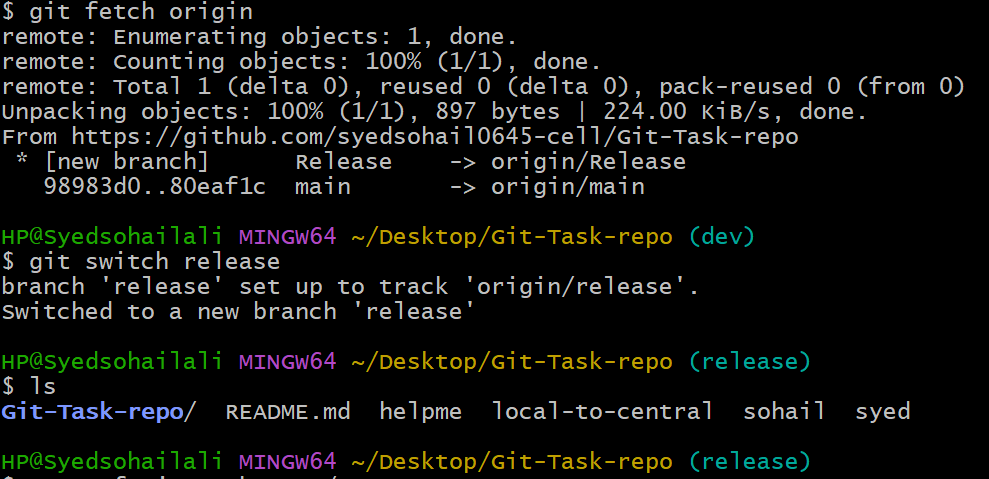 $ git fetch origin
remote: Enumerating objects: 1, done.
remote: Counting objects: 100% (1/1), done.
remote: Total 1 (delta 0), reused 0 (delta 0), pack-reused 0 (from 0)
Unpacking objects: 100% (1/1), 897 bytes | 224.00 KiB/s, done.
From https://github.com/syedsohail0645-cell/Git-Task-repo
 * [new branch]      Release    -> origin/Release
   98983d0..80eaf1c  main       -> origin/main
HP@Syedsohailali MINGW64 ~/Desktop/Git-Task-repo (dev)
$ git switch release
branch 'release' set up to track 'origin/release'.
Switched to a new branch 'release'
HP@Syedsohailali MINGW64 ~/Desktop/Git-Task-repo (release)
$ ls
Git-Task-repo/  README.md  helpme  local-to-central  sohail  syed
HP@Syedsohailali MINGW64 ~/Desktop/Git-Task-repo (release)